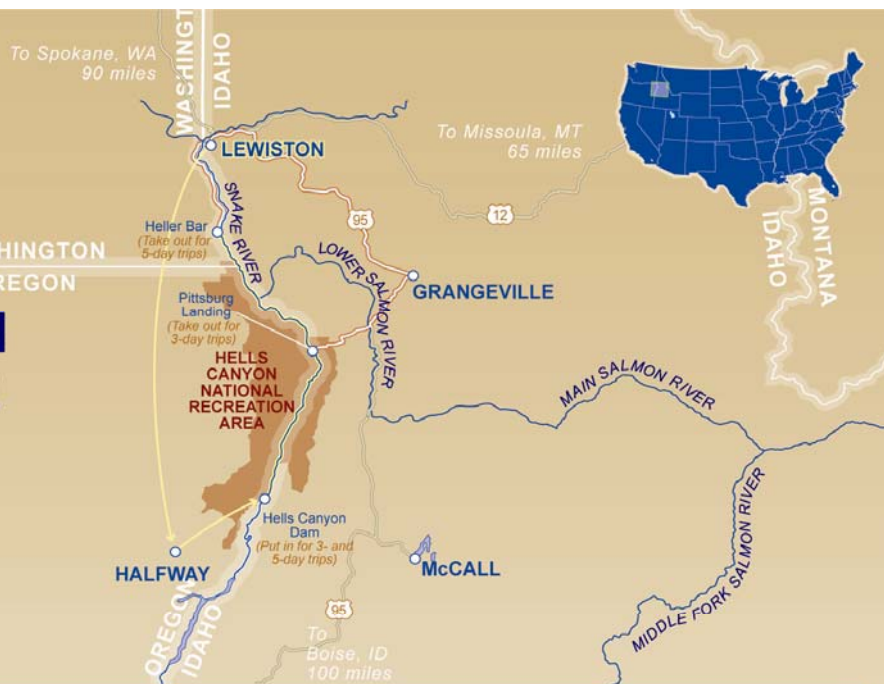 To Spokane, WA
90 miles
WASHINGT
IDAHO
LEWISTON
To Missoula, MT
65 miles
12
95
SNAKE RIVER
Heller Bar
(Take out for
5-day trips)
HINGTON
REGON
LOWER SALMON RIVER
GRANGEVILLE
MONTANA
IDAHO
Pittsburg
Landing
(Take out for
3-day trips)
HELLS
CANYON
NATIONAL
RECREATION
AREA
MAIN SALMON RIVER
Hells Canyon
Dam
(Put in for 3- and
5-day trips)
HALFWAY
McCALL
MIDDLE FORK SALMON RIVER
OREGON
IDAHO
95
To
Boise, ID
100 miles